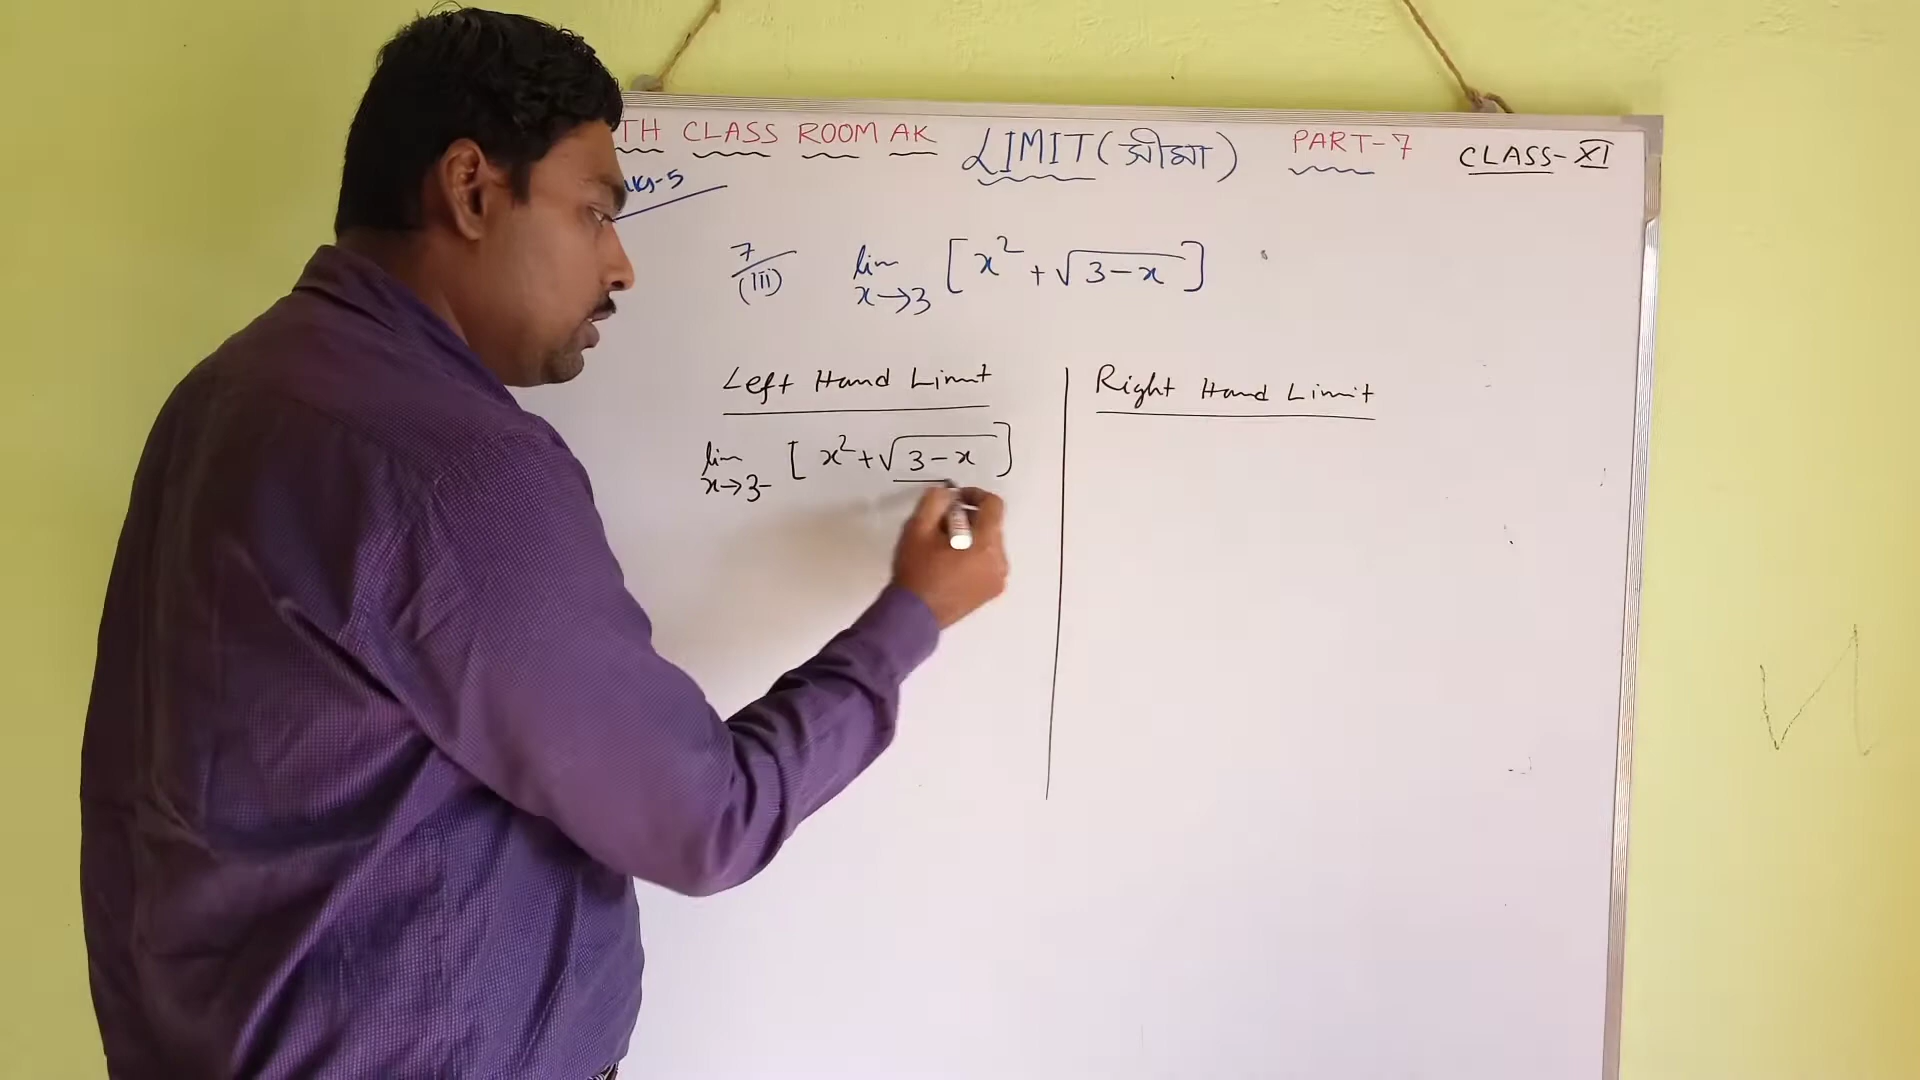 TH CLASS ROOM AK LIMIT (সীমা) PART-7 CLASS-XI
7/(iii) lim x→3 [x² + √3-x]
Left Hand Limit
lim x→3- [x² + √3-x]
Right Hand Limit